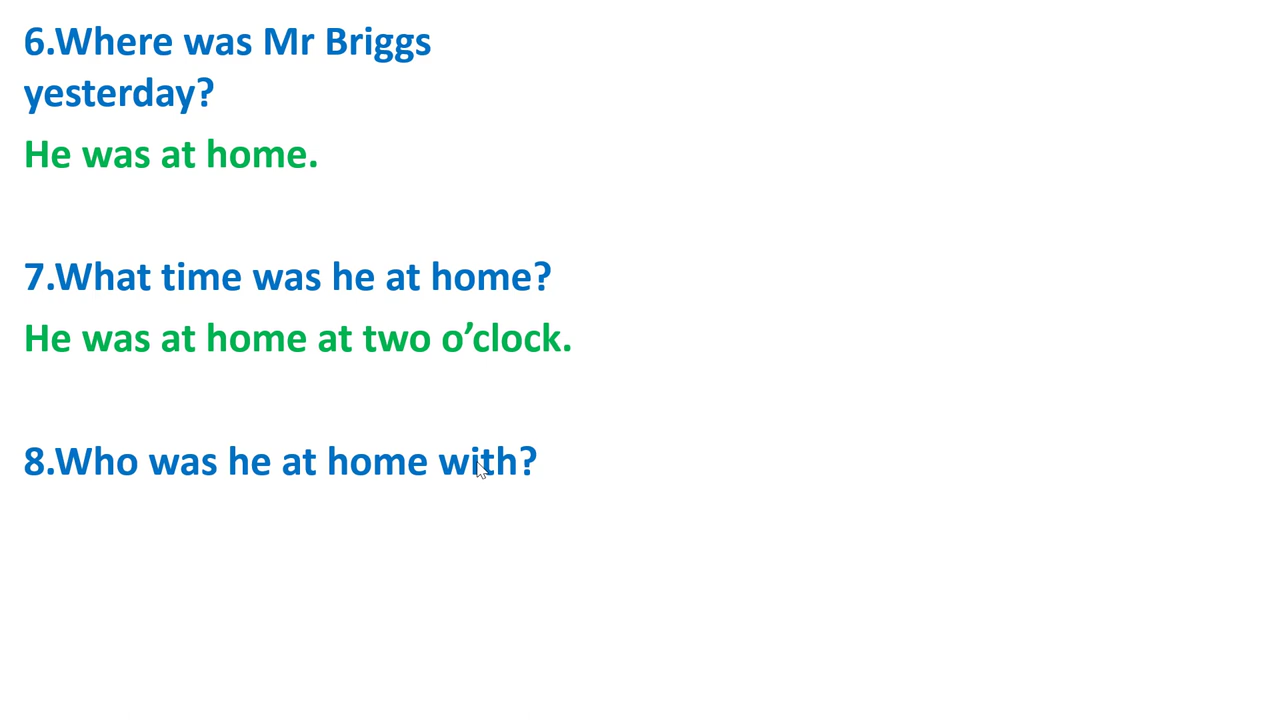 6.Where was Mr Briggs
yesterday?
He was at home.
7.What time was he at home?
He was at home at two o’clock.
8.Who was he at home with?